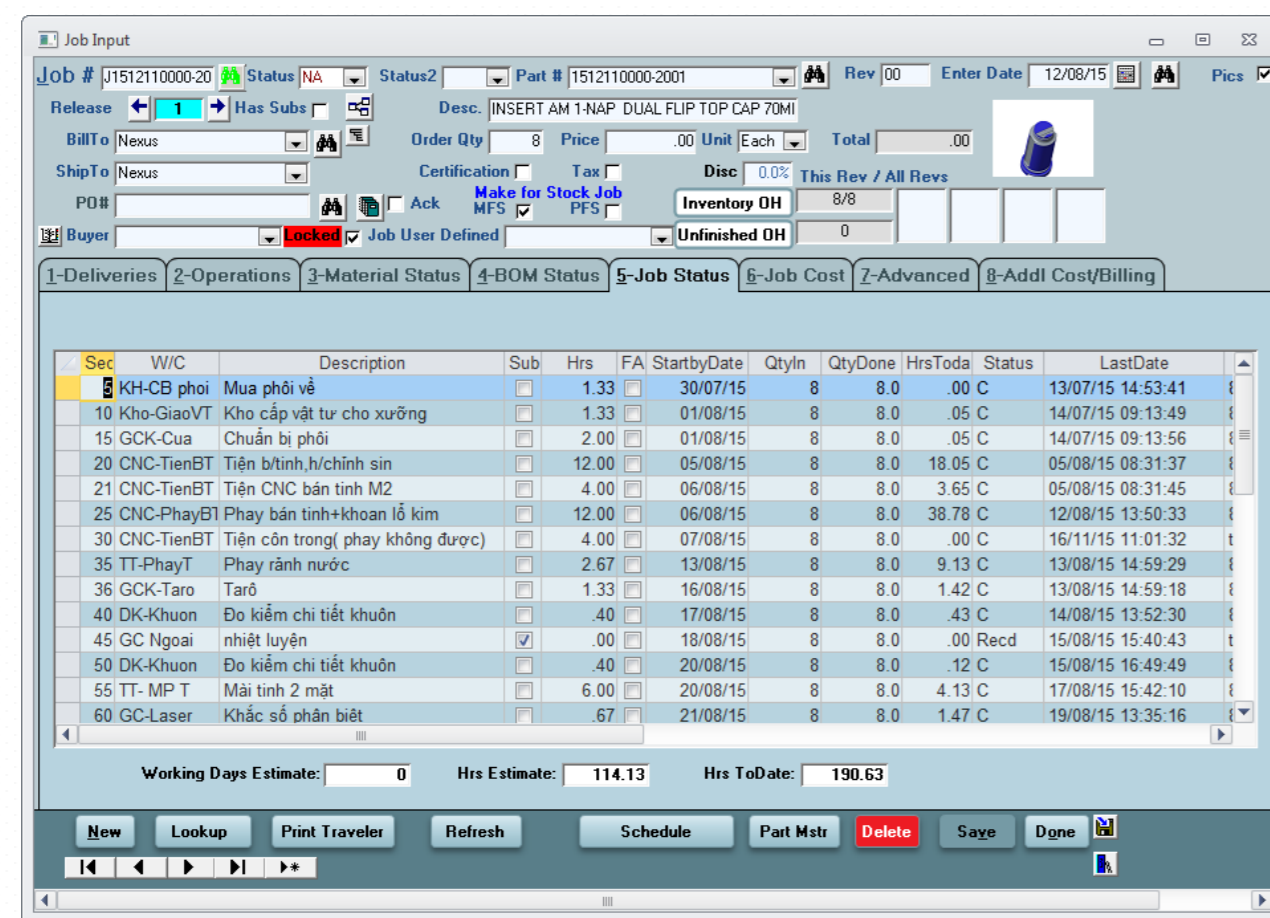 Job Input
Job # J1512110000-20 Status NA Status2 Part # 1512110000-2001 Rev 00 Enter Date 12/08/15 Pics
Release 1 Has Subs Desc. INSERT AM 1-NAP DUAL FLIP TOP CAP 70MI
BillTo Nexus Order Qty 8 Price .00 Unit Each Total .00
ShipTo Nexus Certification Tax Disc 0.0% This Rev / All Revs
PO# Ack Make for Stock Job MFS PFS Inventory OH 8/8
Buyer Locked Job User Defined Unfinished OH 0
1-Deliveries 2-Operations 3-Material Status 4-BOM Status 5-Job Status 6-Job Cost 7-Advanced 8-Addl Cost/Billing
Sec W/C Description Sub Hrs FA StartbyDate QtyIn QtyDone HrsToda Status LastDate
5 KH-CB phoi Mua phôi về 1.33 30/07/15 8 8.0 .00 C 13/07/15 14:53:41
10 Kho-GiaoVT Kho cấp vật tư cho xưỡng 1.33 01/08/15 8 8.0 .05 C 14/07/15 09:13:49
15 GCK-Cua Chuẩn bị phôi 2.00 01/08/15 8 8.0 .05 C 14/07/15 09:13:56
20 CNC-TienBT Tiện b/tinh,h/chỉnh sin 12.00 05/08/15 8 8.0 18.05 C 05/08/15 08:31:37
21 CNC-TienBT Tiện CNC bán tinh M2 4.00 06/08/15 8 8.0 3.65 C 05/08/15 08:31:45
25 CNC-PhayBT Phay bán tinh+khoan lổ kim 12.00 06/08/15 8 8.0 38.78 C 12/08/15 13:50:33
30 CNC-TienBT Tiện côn trong( phay không được) 4.00 07/08/15 8 8.0 .00 C 16/11/15 11:01:32
35 TT-PhayT Phay rảnh nước 2.67 13/08/15 8 8.0 9.13 C 13/08/15 14:59:29
36 GCK-Taro Tarô 1.33 16/08/15 8 8.0 1.42 C 13/08/15 14:59:18
40 DK-Khuon Đo kiểm chi tiết khuôn .40 17/08/15 8 8.0 .43 C 14/08/15 13:52:30
45 GC Ngoai nhiệt luyện .00 18/08/15 8 8.0 .00 Recd 15/08/15 15:40:43
50 DK-Khuon Đo kiểm chi tiết khuôn .40 20/08/15 8 8.0 .12 C 15/08/15 16:49:49
55 TT- MP T Mài tinh 2 mặt 6.00 20/08/15 8 8.0 4.13 C 17/08/15 15:42:10
60 GC-Laser Khắc số phân biệt .67 21/08/15 8 8.0 1.47 C 19/08/15 13:35:16
Working Days Estimate: 0 Hrs Estimate: 114.13 Hrs ToDate: 190.63
New Lookup Print Traveler Refresh Schedule Part Mstr Delete Save Done